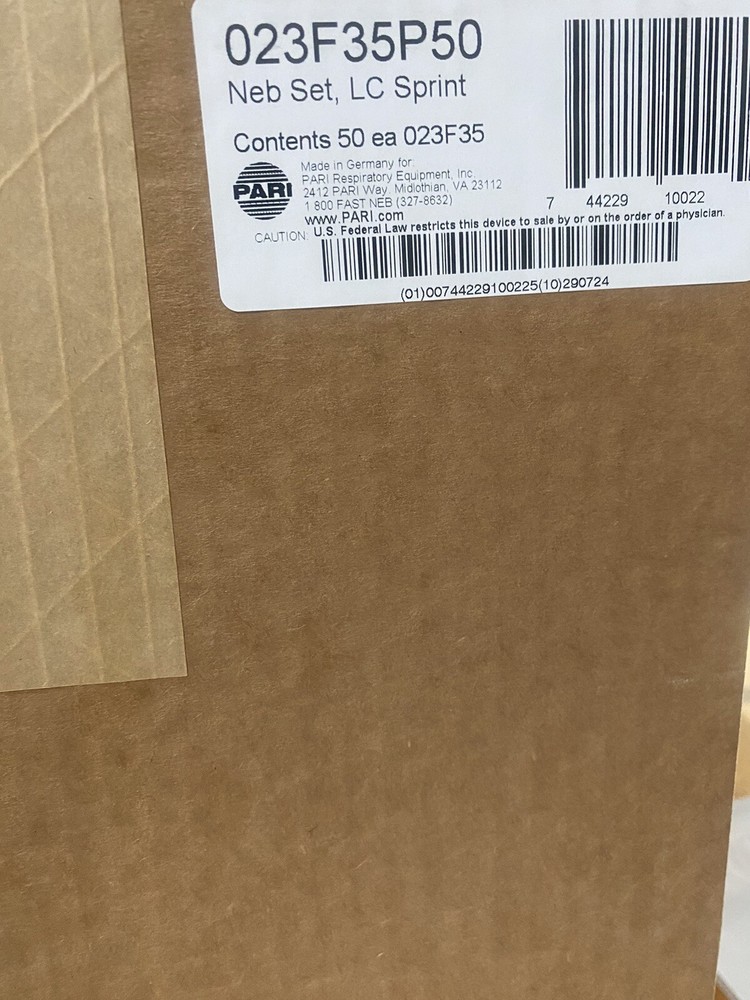 023F35P50
Neb Set, LC Sprint
Contents 50 ea 023F35
PARI
Made in Germany for:
PARI Respiratory Equipment, Inc.
2412 PARI Way. Midlothian, VA 23112
1 800 FAST NEB (327-8632)
www.PARI.com
7 44229 10022
CAUTION: U.S. Federal Law restricts this device to sale by or on the order of a physician.
(01)00744229100225(10)290724